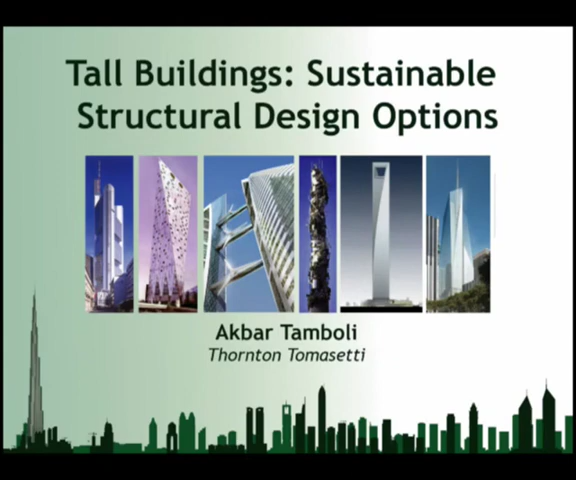 Tall Buildings: Sustainable
Structural Design Options
Akbar Tamboli
Thornton Tomasetti